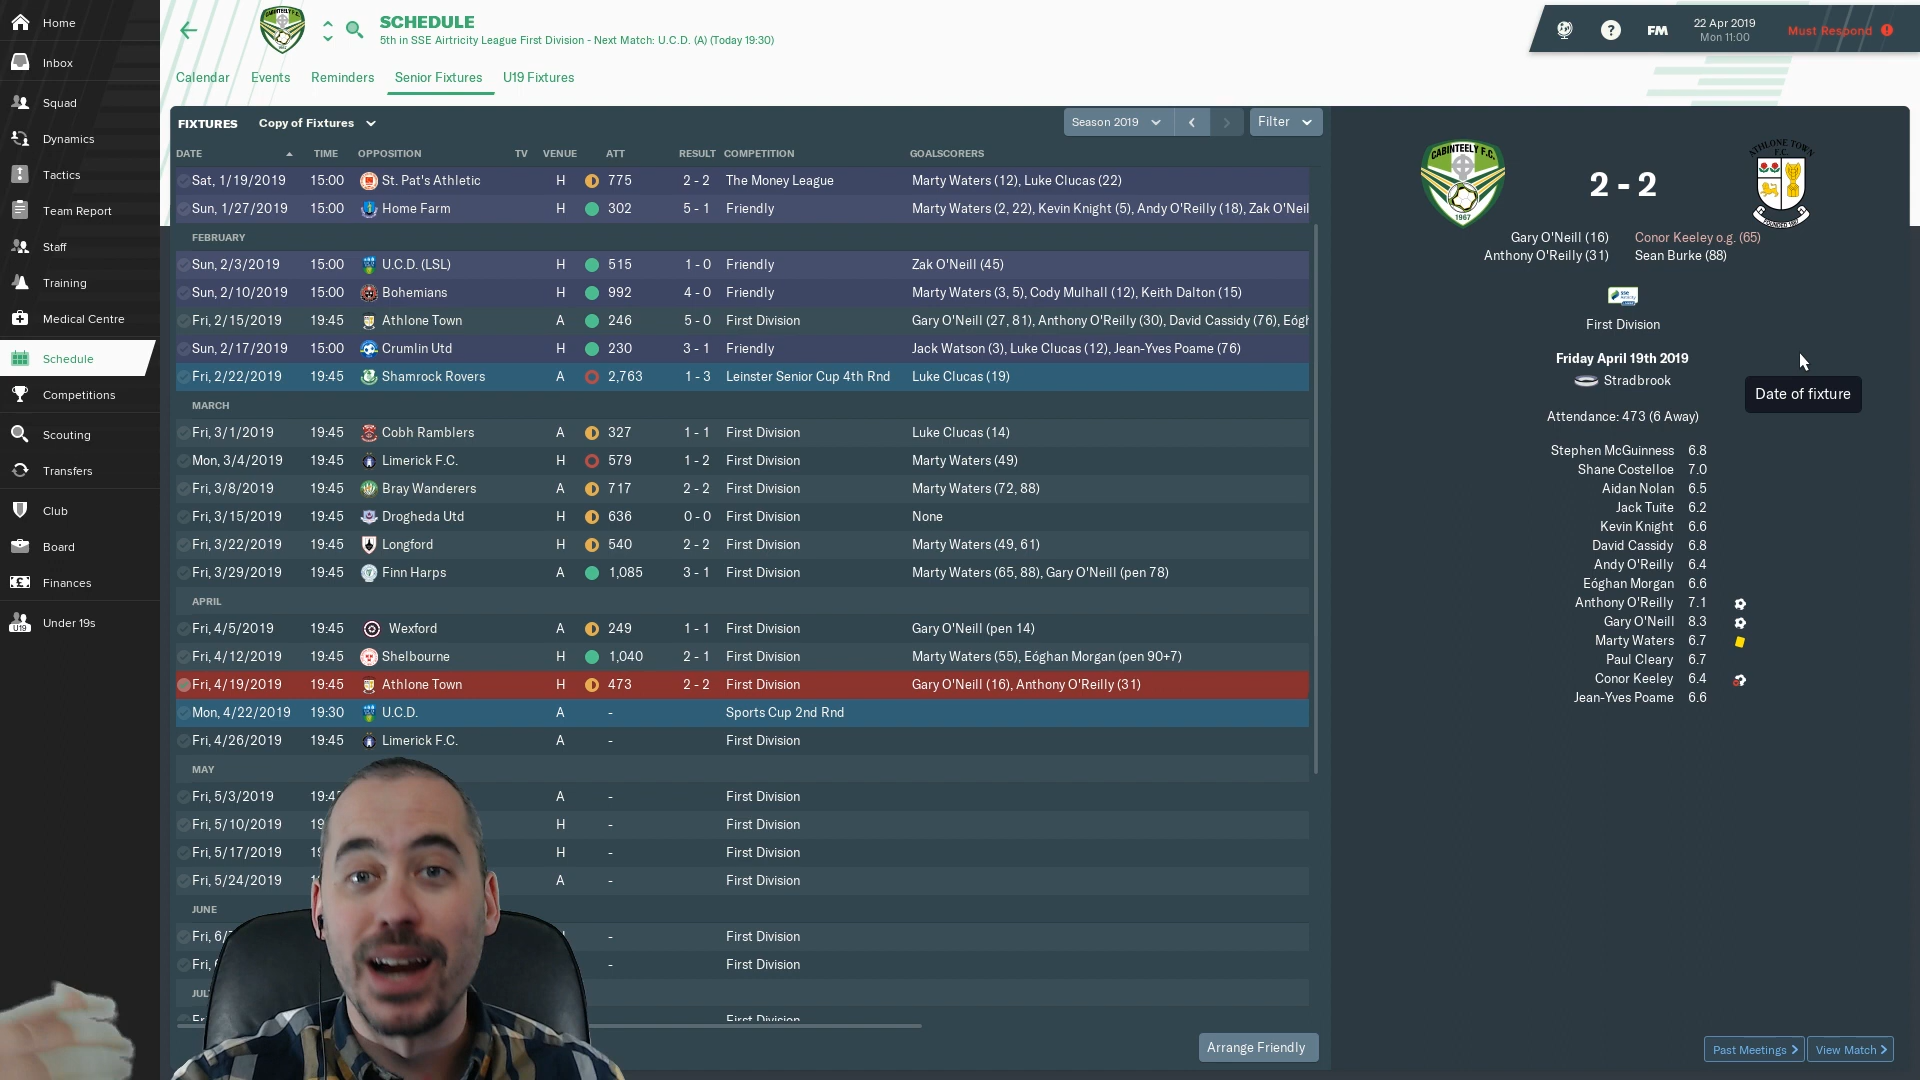 Home
Inbox
Squad
Dynamics
Tactics
Team Report
Staff
Training
Medical Centre
Schedule
Competitions
Scouting
Transfers
Club
Board
Finances
U19
Under 19s
CABINTEELY F.C.
SCHEDULE
5th in SSE Airtricity League First Division - Next Match: U.C.D. (A) (Today 19:30)
?
FM
22 Apr 2019
Mon 11:00
Must Respond
Calendar Events Reminders Senior Fixtures U19 Fixtures
FIXTURES Copy of Fixtures Season 2019 Filter
DATE TIME OPPOSITION TV VENUE ATT RESULT COMPETITION GOALSCORERS
Sat, 1/19/2019 15:00 St. Pat's Athletic H 775 2 - 2 The Money League Marty Waters (12), Luke Clucas (22)
Sun, 1/27/2019 15:00 Home Farm H 302 5 - 1 Friendly Marty Waters (2, 22), Kevin Knight (5), Andy O'Reilly (18), Zak O'Neil
FEBRUARY
Sun, 2/3/2019 15:00 U.C.D. (LSL) H 515 1 - 0 Friendly Zak O'Neill (45)
Sun, 2/10/2019 15:00 Bohemians H 992 4 - 0 Friendly Marty Waters (3, 5), Cody Mulhall (12), Keith Dalton (15)
Fri, 2/15/2019 19:45 Athlone Town A 246 5 - 0 First Division Gary O'Neill (27, 81), Anthony O'Reilly (30), David Cassidy (76), Eógh
Sun, 2/17/2019 15:00 Crumlin Utd H 230 3 - 1 Friendly Jack Watson (3), Luke Clucas (12), Jean-Yves Poame (76)
Fri, 2/22/2019 19:45 Shamrock Rovers A 2,763 1 - 3 Leinster Senior Cup 4th Rnd Luke Clucas (19)
MARCH
Fri, 3/1/2019 19:45 Cobh Ramblers A 327 1 - 1 First Division Luke Clucas (14)
Mon, 3/4/2019 19:45 Limerick F.C. H 579 1 - 2 First Division Marty Waters (49)
Fri, 3/8/2019 19:45 Bray Wanderers A 717 2 - 2 First Division Marty Waters (72, 88)
Fri, 3/15/2019 19:45 Drogheda Utd H 636 0 - 0 First Division None
Fri, 3/22/2019 19:45 Longford H 540 2 - 2 First Division Marty Waters (49, 61)
Fri, 3/29/2019 19:45 Finn Harps A 1,085 3 - 1 First Division Marty Waters (65, 88), Gary O'Neill (pen 78)
APRIL
Fri, 4/5/2019 19:45 Wexford A 249 1 - 1 First Division Gary O'Neill (pen 14)
Fri, 4/12/2019 19:45 Shelbourne H 1,040 2 - 1 First Division Marty Waters (55), Eóghan Morgan (pen 90+7)
Fri, 4/19/2019 19:45 Athlone Town H 473 2 - 2 First Division Gary O'Neill (16), Anthony O'Reilly (31)
Mon, 4/22/2019 19:30 U.C.D. A - Sports Cup 2nd Rnd
Fri, 4/26/2019 19:45 Limerick F.C. A - First Division
MAY
Fri, 5/3/2019 A - First Division
Fri, 5/10/2019 H - First Division
Fri, 5/17/2019 H - First Division
Fri, 5/24/2019 A - First Division
JUNE
Fri, - First Division
Fri, - First Division
First Division
Arrange Friendly
CABINTEELY F.C.
1967
2 - 2
ATHLONE TOWN
F.C.
Gary O'Neill (16) Conor Keeley o.g. (65)
Anthony O'Reilly (31) Sean Burke (88)
First Division
Friday April 19th 2019
Stradbrook
Date of fixture
Attendance: 473 (6 Away)
Stephen McGuinness 6.8
Shane Costelloe 7.0
Aidan Nolan 6.5
Jack Tuite 6.2
Kevin Knight 6.6
David Cassidy 6.8
Andy O'Reilly 6.4
Eóghan Morgan 6.6
Anthony O'Reilly 7.1
Gary O'Neill 8.3
Marty Waters 6.7
Paul Cleary 6.7
Conor Keeley 6.4
Jean-Yves Poame 6.6
Past Meetings View Match